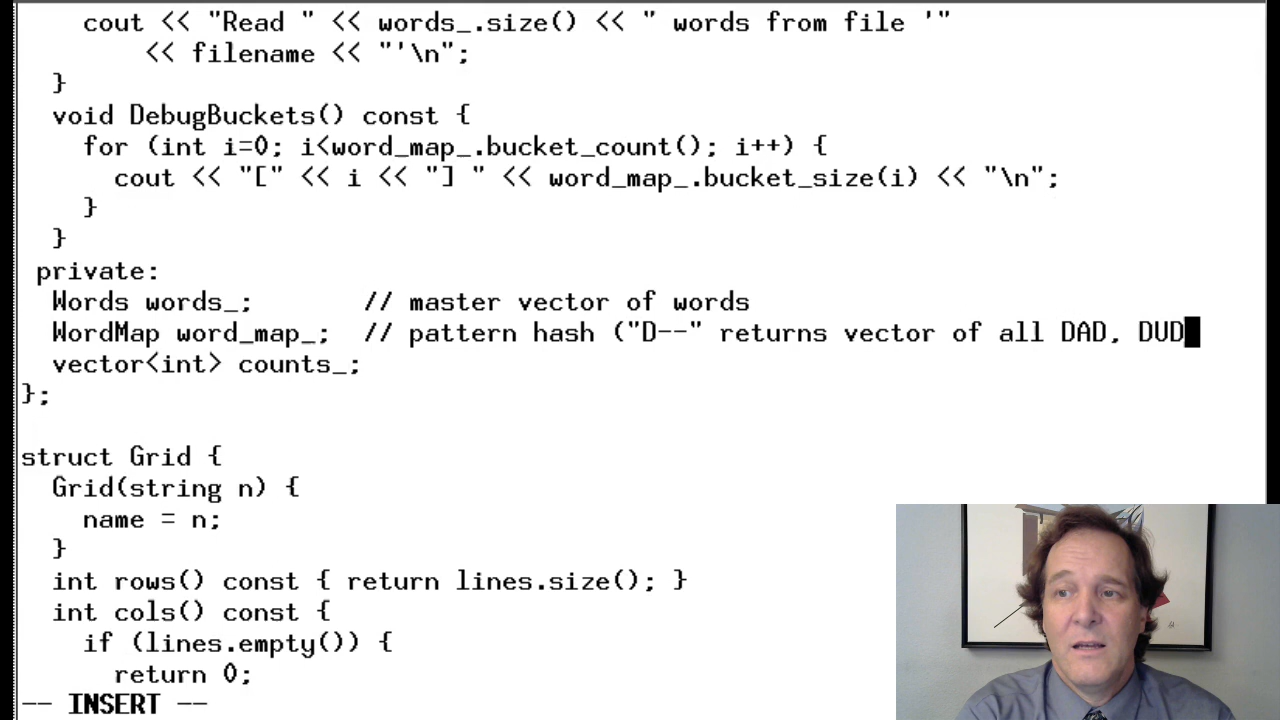 cout << "Read " << words_.size() << " words from file '"
        << filename << "'\n";
  }
  void DebugBuckets() const {
    for (int i=0; i<word_map_.bucket_count(); i++) {
      cout << "[" << i << "] " << word_map_.bucket_size(i) << "\n";
    }
  }
 private:
  Words words_;       // master vector of words
  WordMap word_map_;  // pattern hash ("D--" returns vector of all DAD, DUD
  vector<int> counts_;
};
struct Grid {
  Grid(string n) {
    name = n;
  }
  int rows() const { return lines.size(); }
  int cols() const {
    if (lines.empty()) {
      return 0;
-- INSERT --